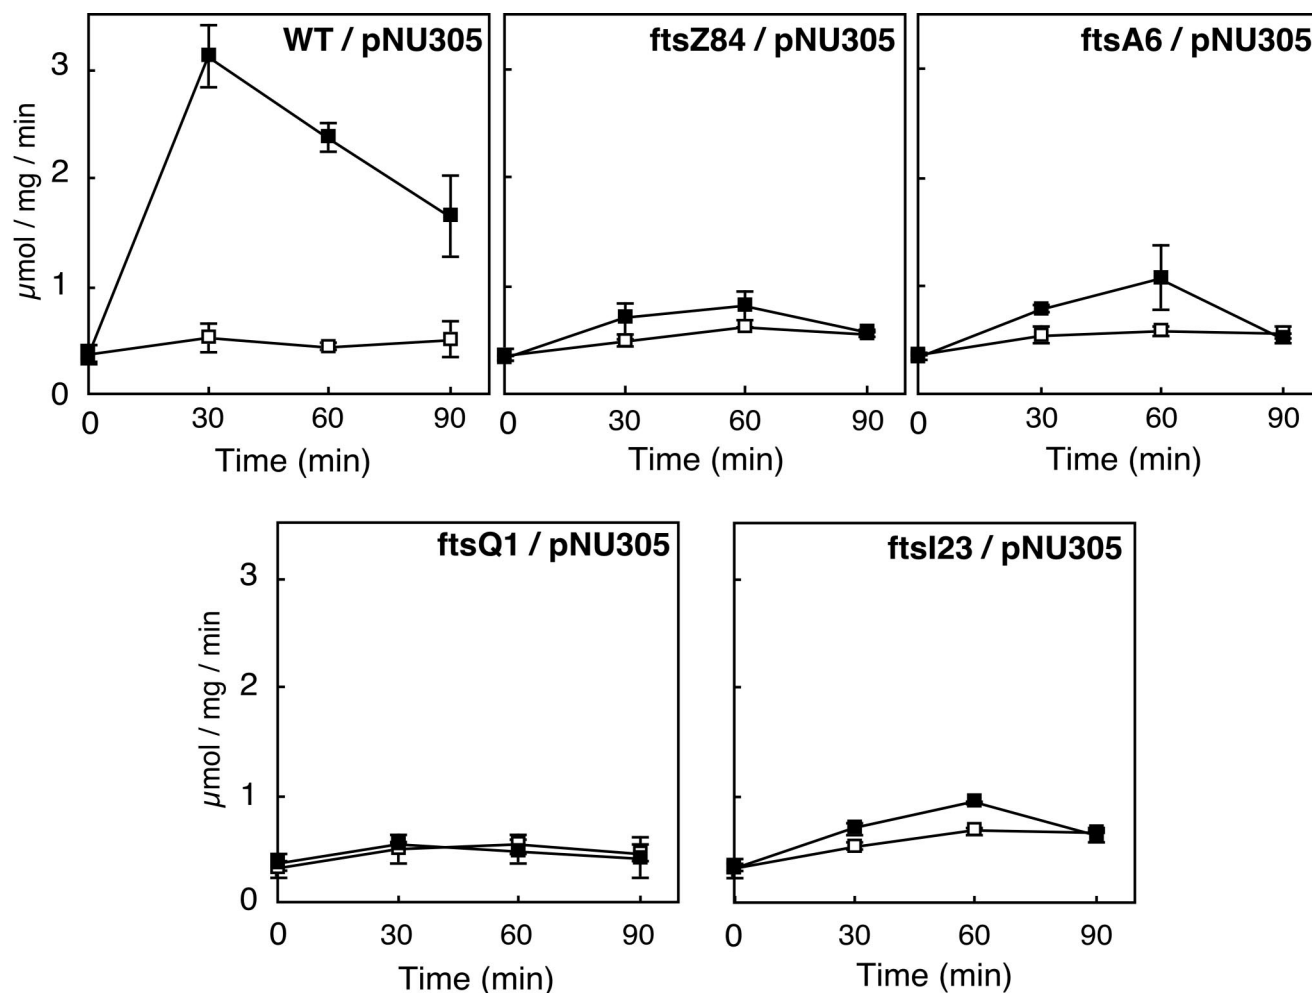 WT / pNU305
ftsZ84 / pNU305
ftsA6 / pNU305
µmol / mg / min
3
2
1
0
0 30 60 90
0 30 60 90
0 30 60 90
Time (min)
Time (min)
Time (min)
ftsQ1 / pNU305
ftsI23 / pNU305
µmol / mg / min
3
2
1
0
0 30 60 90
0 30 60 90
Time (min)
Time (min)